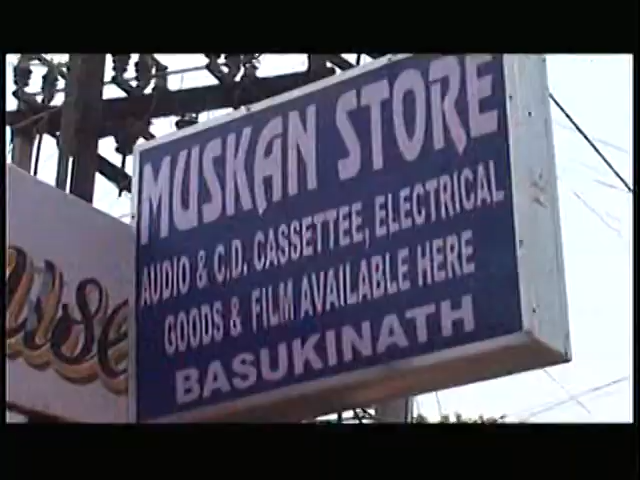 MUSKAN STORE
AUDIO & C.D. CASSETTEE, ELECTRICAL
GOODS & FILM AVAILABLE HERE
BASUKINATH